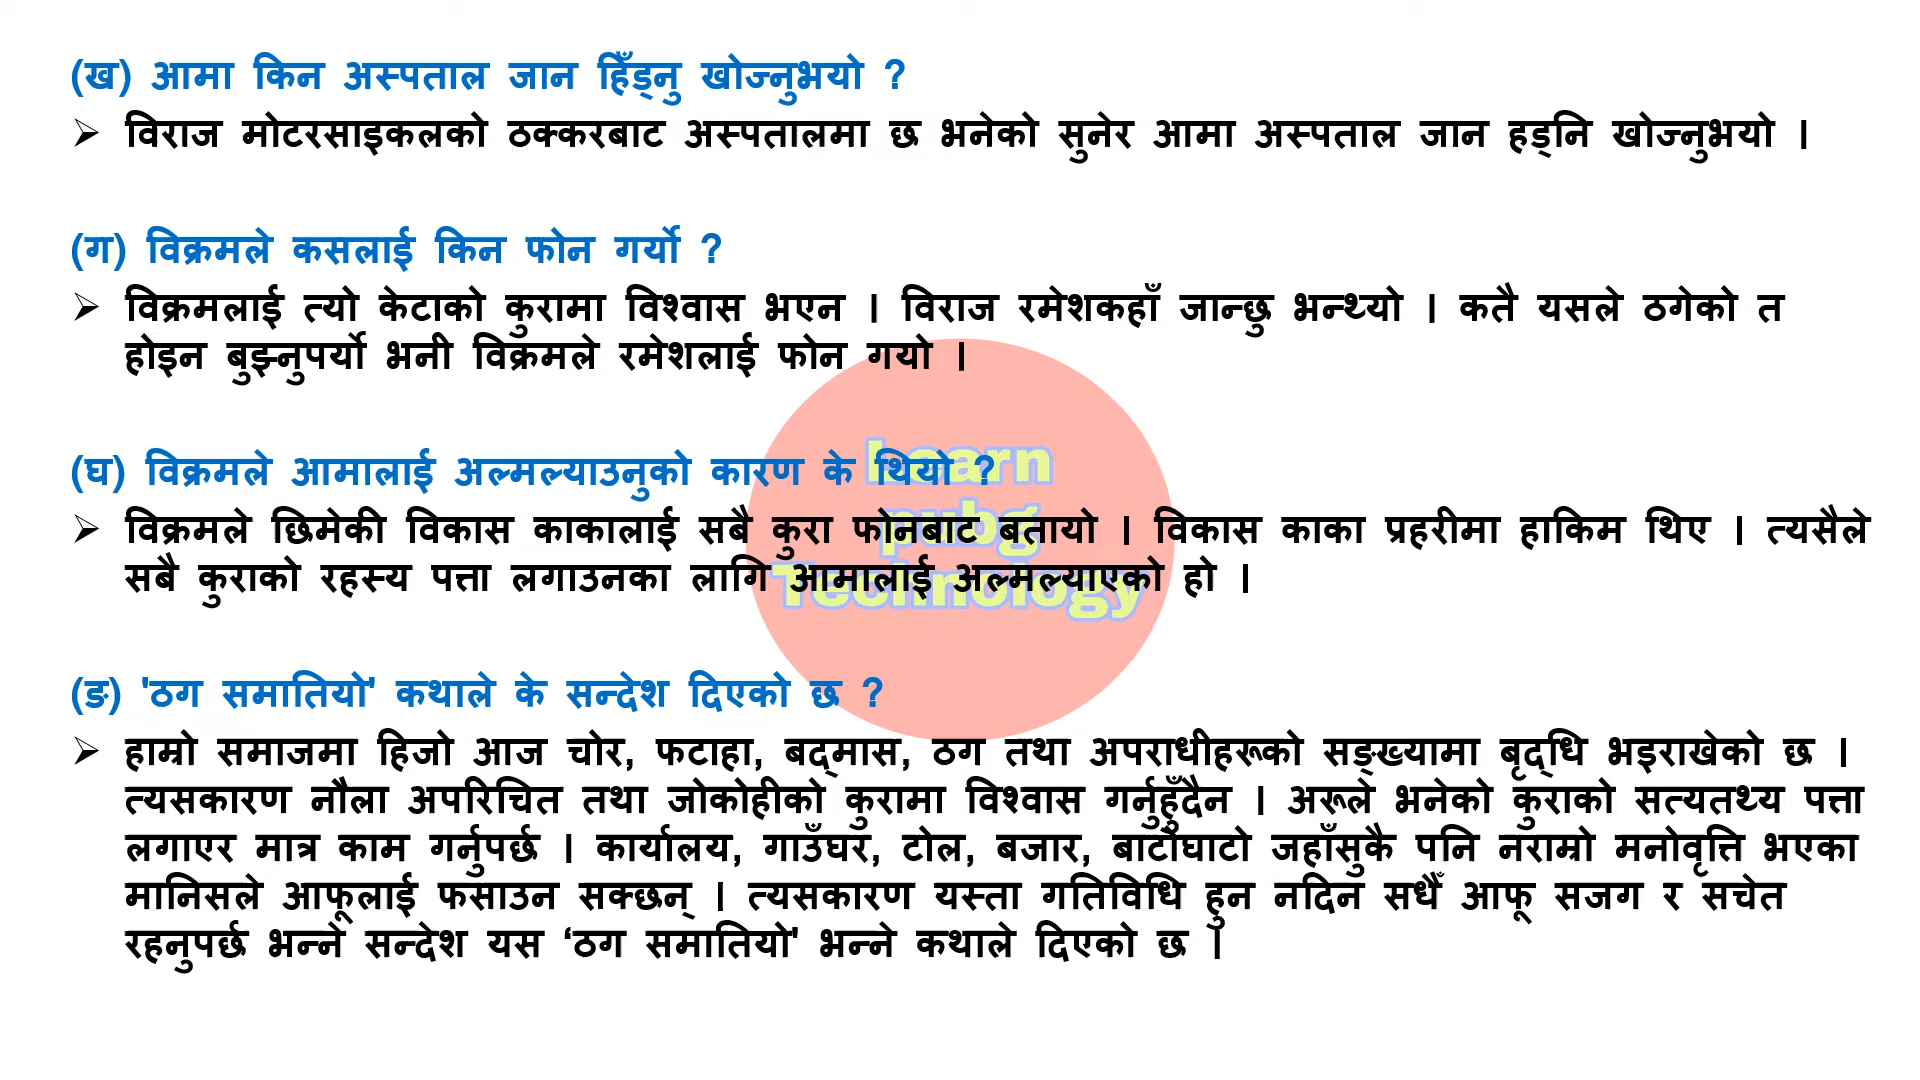 (ख) आमा किन अस्पताल जान हिँड्नु खोज्नुभयो ?
➢ विराज मोटरसाइकलको ठक्करबाट अस्पतालमा छ भनेको सुनेर आमा अस्पताल जान हड्नि खोज्नुभयो ।
(ग) विक्रमले कसलाई किन फोन गर्यो ?
➢ विक्रमलाई त्यो केटाको कुरामा विश्वास भएन । विराज रमेशकहाँ जान्छु भन्थ्यो । कतै यसले ठगेको त
होइन बुझ्नुपर्यो भनी विक्रमले रमेशलाई फोन गयो ।
(घ) विक्रमले आमालाई अल्मल्याउनुको कारण के थियो ?
➢ विक्रमले छिमेकी विकास काकालाई सबै कुरा फोनबाट बतायो । विकास काका प्रहरीमा हाकिम थिए । त्यसैले
सबै कुराको रहस्य पत्ता लगाउनका लागि आमालाई अल्मल्याएको हो ।
Learn
pubg
Technology
(ङ) 'ठग समातियो' कथाले के सन्देश दिएको छ ?
➢ हाम्रो समाजमा हिजो आज चोर, फटाहा, बद्मास, ठग तथा अपराधीहरूको सङ्ख्यामा बृद्धि भइराखेको छ ।
त्यसकारण नौला अपरिचित तथा जोकोहीको कुरामा विश्वास गर्नुहुँदैन । अरूले भनेको कुराको सत्यतथ्य पत्ता
लगाएर मात्र काम गर्नुपर्छ । कार्यालय, गाउँघर, टोल, बजार, बाटोघाटो जहाँसुकै पनि नराम्रो मनोवृत्ति भएका
मानिसले आफूलाई फसाउन सक्छन् । त्यसकारण यस्ता गतिविधि हुन नदिन सधैँ आफू सजग र सचेत
रहनुपर्छ भन्ने सन्देश यस ‘ठग समातियो' भन्ने कथाले दिएको छ ।